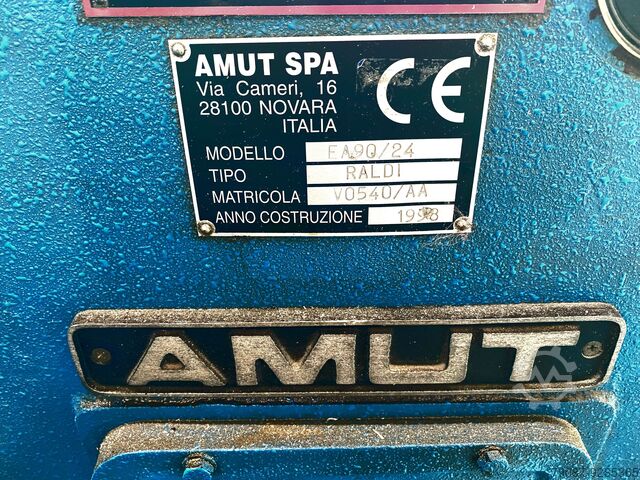 AMUT SPA
Via Cameri, 16
28100 NOVARA
ITALIA
CE
MODELLO EA90/24
TIPO RALDI
MATRICOLA V0540/AA
ANNO COSTRUZIONE 1998
AMUT